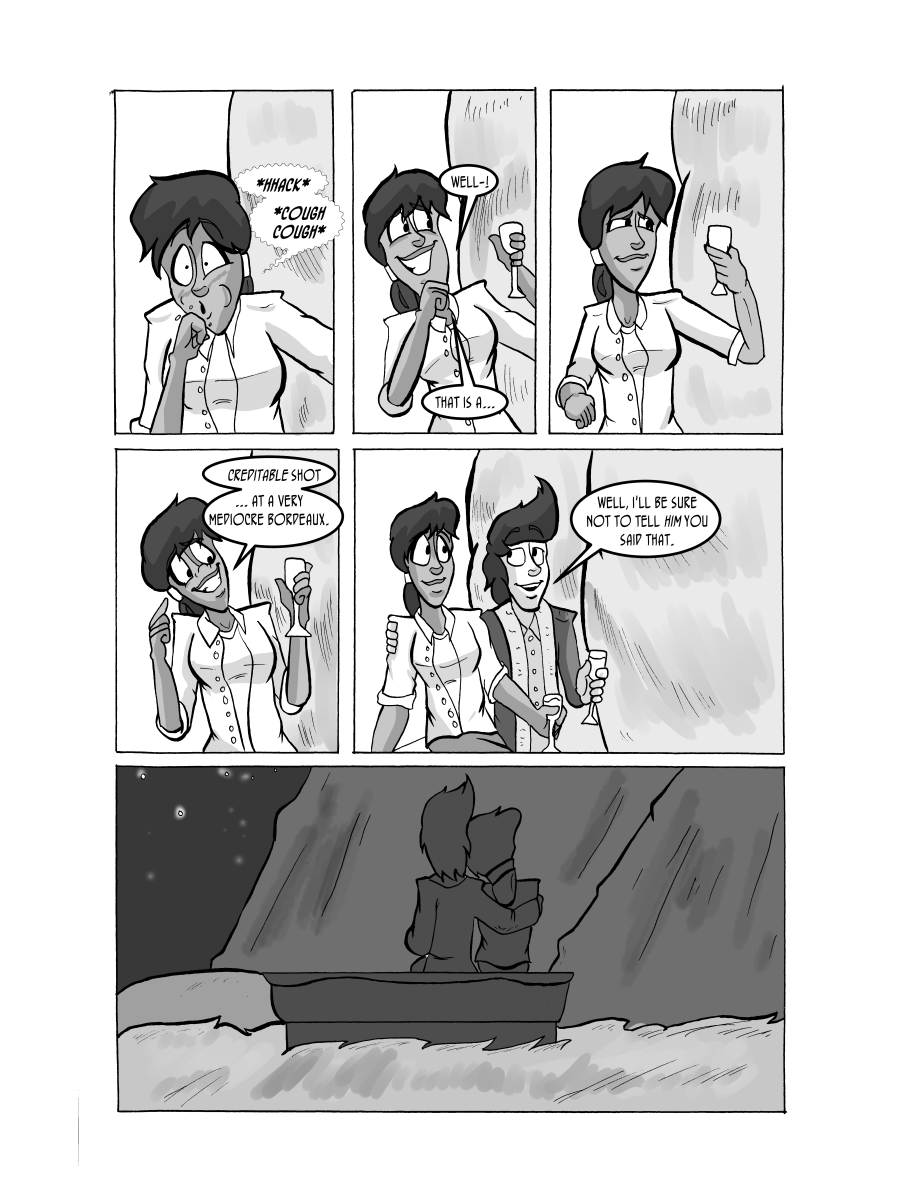 *HHACK*
*COUGH
COUGH*
WELL-!
THAT IS A...
CREDITABLE SHOT
... AT A VERY
MEDIOCRE BORDEAUX.
WELL, I'LL BE SURE
NOT TO TELL HIM YOU
SAID THAT.